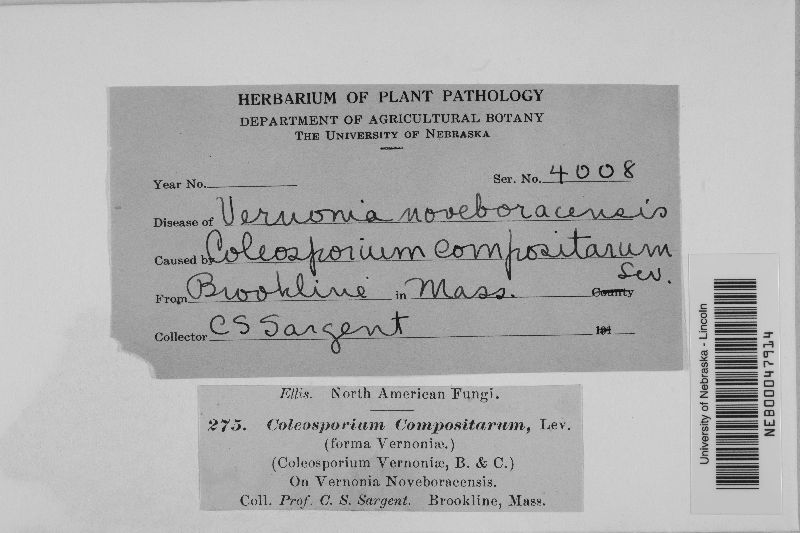 HERBARIUM OF PLANT PATHOLOGY
DEPARTMENT OF AGRICULTURAL BOTANY
THE UNIVERSITY OF NEBRASKA
Year No.
Ser. No. 4008
Disease of Vernonia noveboracensis
Caused by Coleosporium compositarum
Lev.
From Brookline in Mass. County
Collector C S Sargent 191
Ellis. North American Fungi.
275. Coleosporium Compositarum, Lev.
(forma Vernoniæ.)
(Coleosporium Vernoniæ, B. & C.)
On Vernonia Noveboracensis.
Coll. Prof. C. S. Sargent. Brookline, Mass.
University of Nebraska - Lincoln
NEB00047914